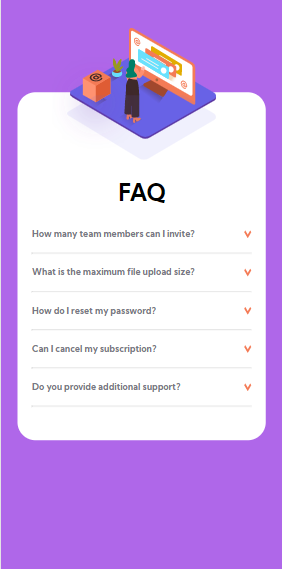 FAQ
How many team members can I invite?
What is the maximum file upload size?
How do I reset my password?
Can I cancel my subscription?
Do you provide additional support?